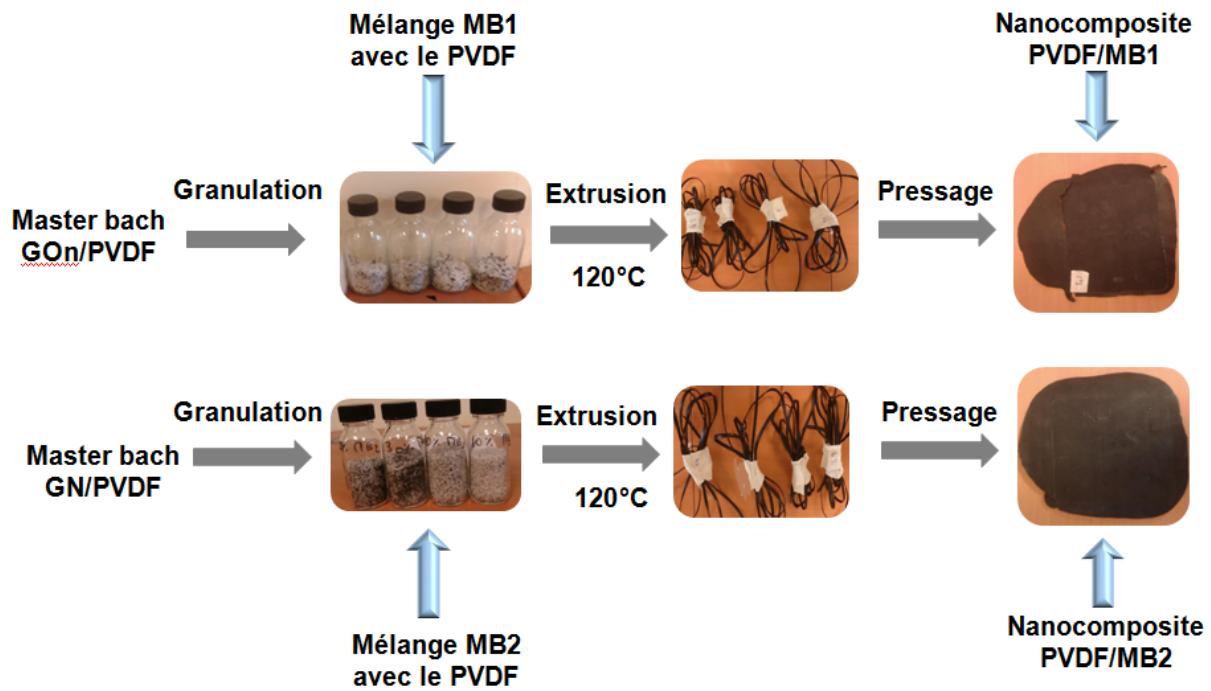 Mélange MB1
avec le PVDF
Nanocomposite
PVDF/MB1
Master bach
GOn/PVDF
Granulation
Extrusion
120°C
Pressage
Master bach
GN/PVDF
Granulation
Extrusion
120°C
Pressage
Mélange MB2
avec le PVDF
Nanocomposite
PVDF/MB2